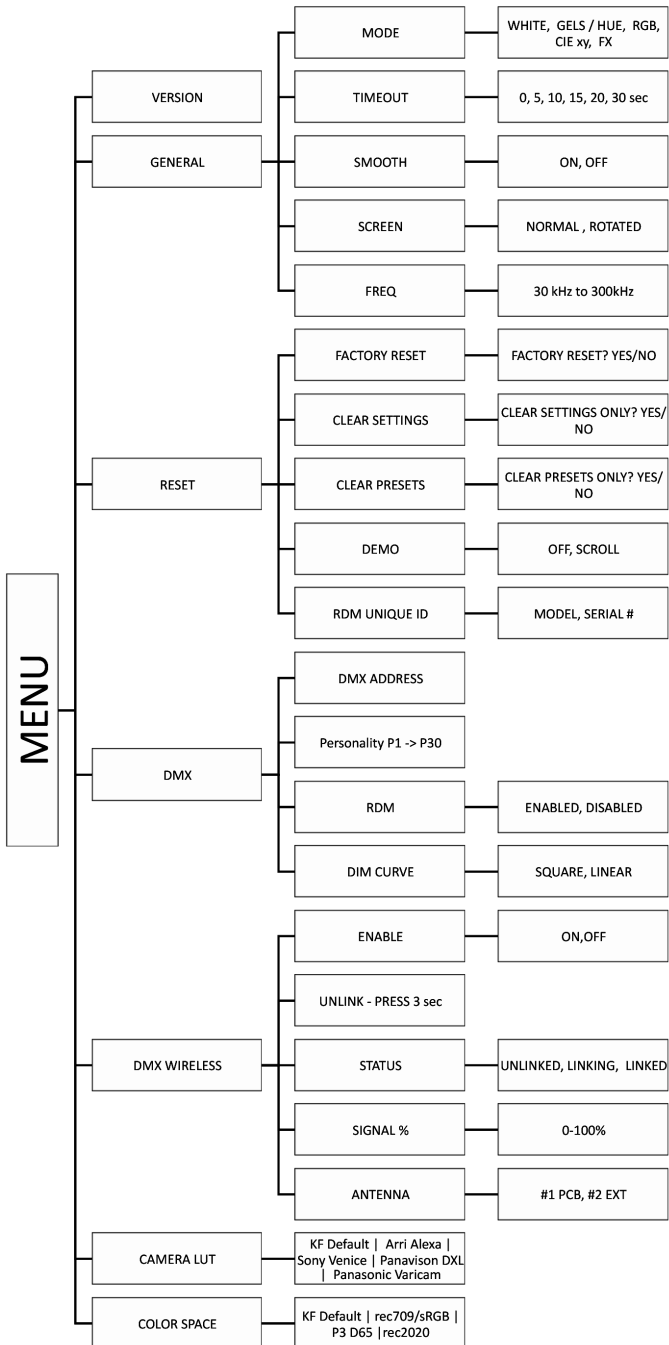 MENU
VERSION
GENERAL
MODE
WHITE, GELS / HUE, RGB,
CIE xy, FX
TIMEOUT
0, 5, 10, 15, 20, 30 sec
SMOOTH
ON, OFF
SCREEN
NORMAL , ROTATED
FREQ
30 kHz to 300kHz
RESET
FACTORY RESET
FACTORY RESET? YES/NO
CLEAR SETTINGS
CLEAR SETTINGS ONLY? YES/
NO
CLEAR PRESETS
CLEAR PRESETS ONLY? YES/
NO
DEMO
OFF, SCROLL
RDM UNIQUE ID
MODEL, SERIAL #
DMX
DMX ADDRESS
Personality P1 -> P30
RDM
ENABLED, DISABLED
DIM CURVE
SQUARE, LINEAR
DMX WIRELESS
ENABLE
ON,OFF
UNLINK - PRESS 3 sec
STATUS
UNLINKED, LINKING, LINKED
SIGNAL %
0-100%
ANTENNA
#1 PCB, #2 EXT
CAMERA LUT
KF Default | Arri Alexa |
Sony Venice | Panavison DXL
| Panasonic Varicam
COLOR SPACE
KF Default | rec709/sRGB |
P3 D65 |rec2020